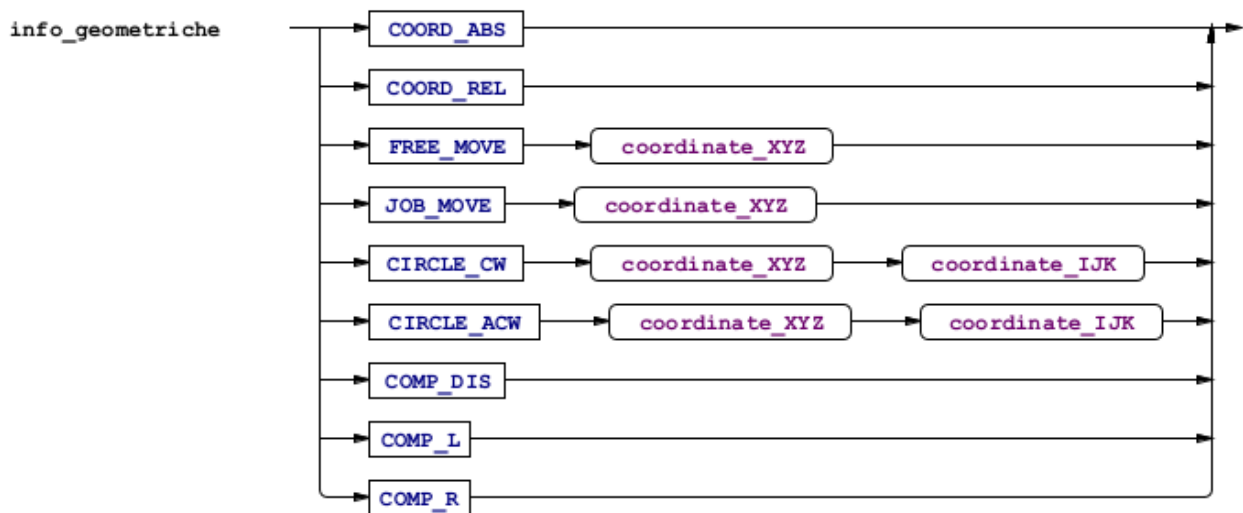 info_geometriche COORD_ABS
COORD_REL
FREE_MOVE coordinate_XYZ
JOB_MOVE coordinate_XYZ
CIRCLE_CW coordinate_XYZ coordinate_IJK
CIRCLE_ACW coordinate_XYZ coordinate_IJK
COMP_DIS
COMP_L
COMP_R